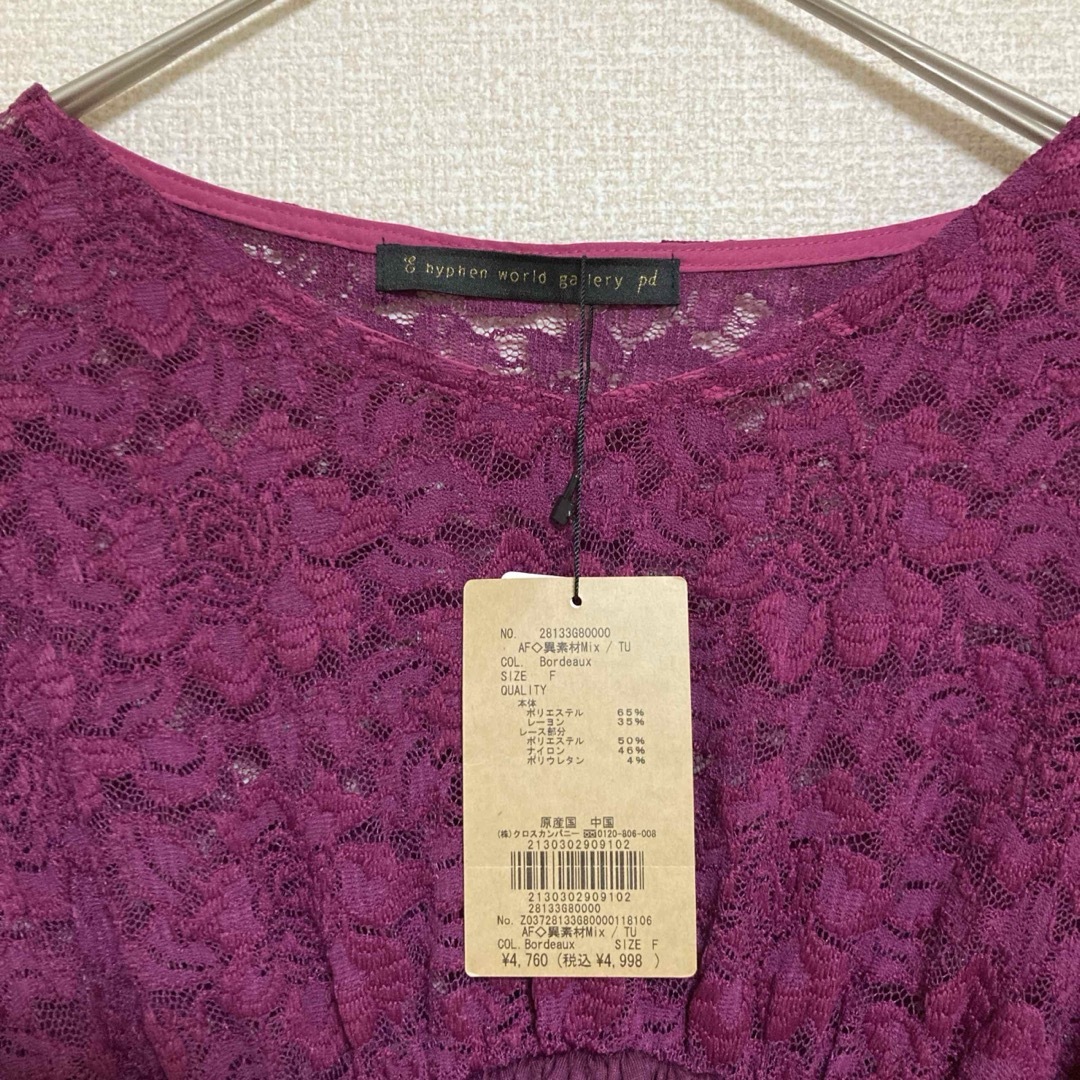 E hyphen world gallery pd
NO. 28133G80000
AF◇異素材Mix / TU
COL. Bordeaux
SIZE F
QUALITY
本体
ポリエステル 65%
レーヨン 35%
レース部分
ポリエステル 50%
ナイロン 46%
ポリウレタン 4%
原産国 中国
(株)クロスカンパニー 0120-806-008
2130302909102
2130302909102
28133G80000
No. Z03728133G80000118106
AF◇異素材Mix / TU
COL. Bordeaux SIZE F
¥4,760 (税込 ¥4,998 )